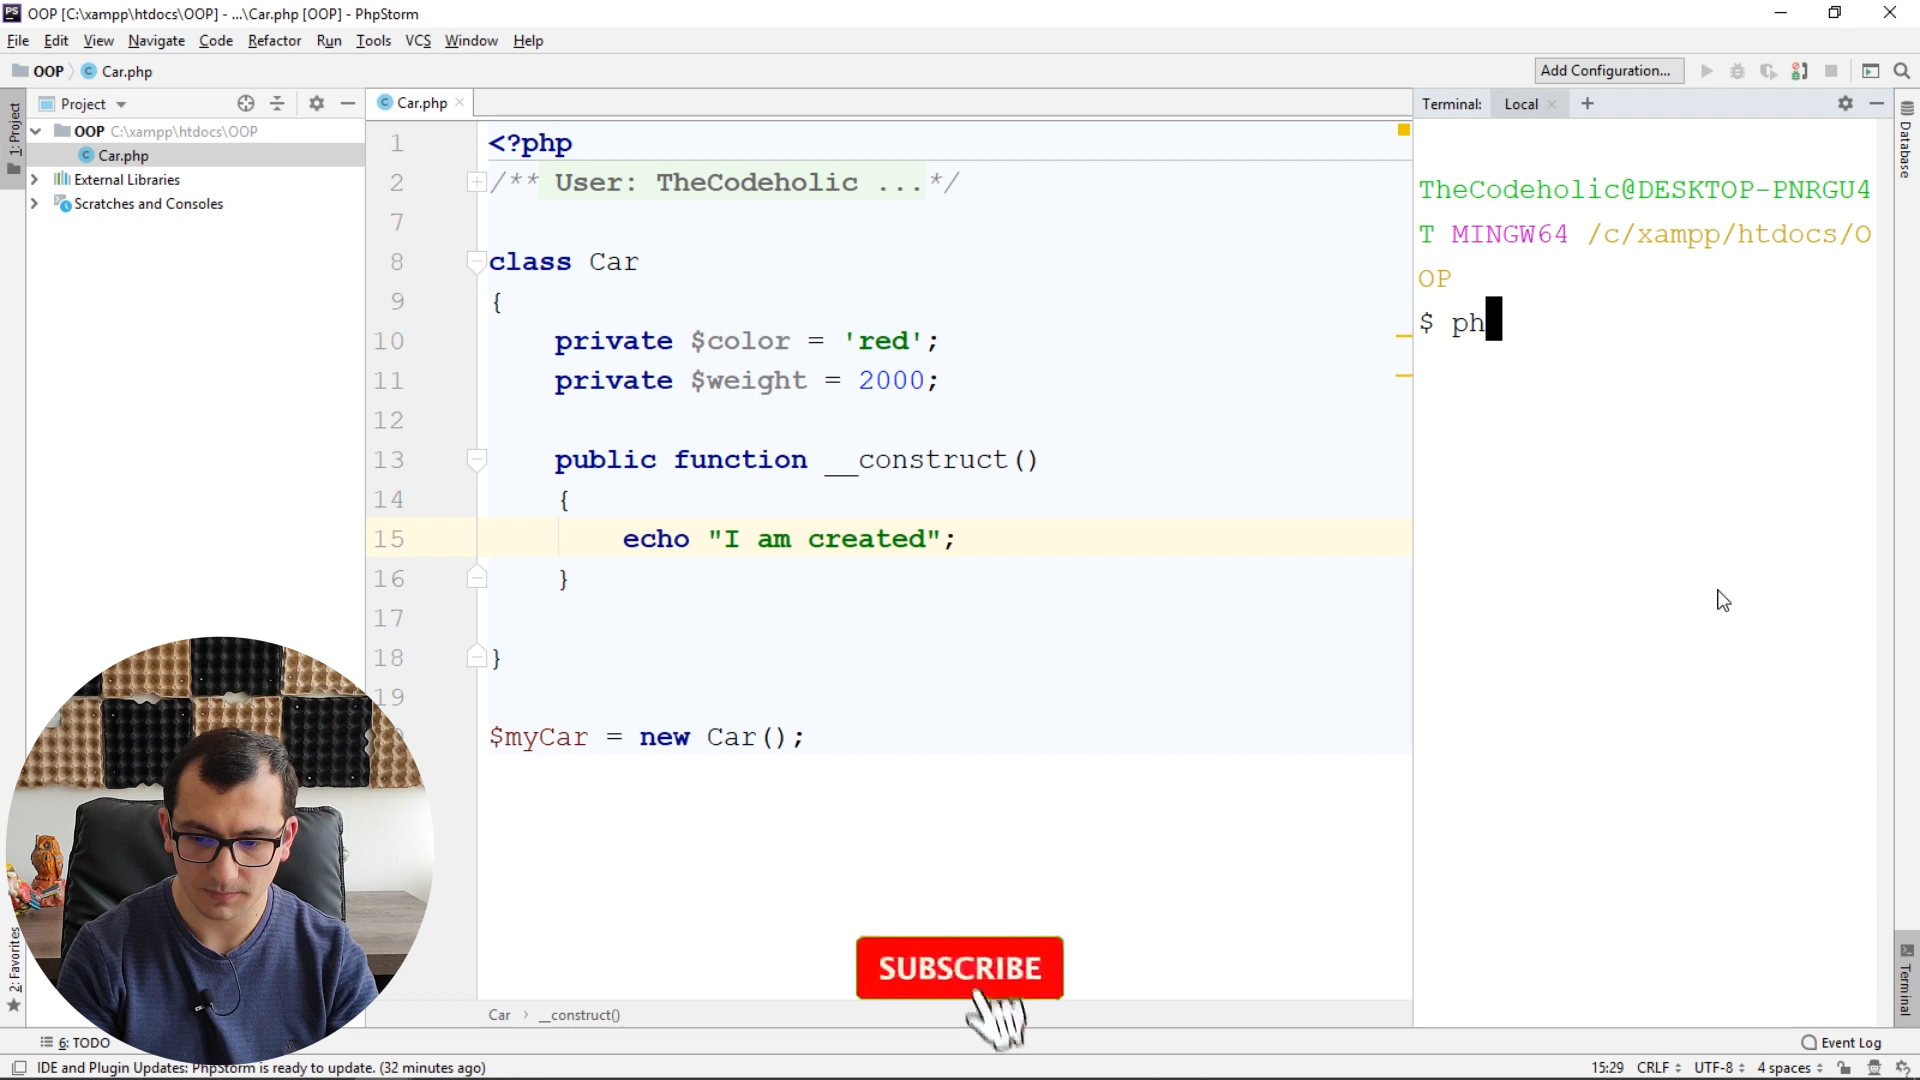 OOP [C:\xampp\htdocs\OOP] - ...\Car.php [OOP] - PhpStorm
File Edit View Navigate Code Refactor Run Tools VCS Window Help
OOP Car.php Add Configuration...
1: Project
Project
OOP C:\xampp\htdocs\OOP
Car.php
External Libraries
Scratches and Consoles
Car.php
1 <?php
2 /** User: TheCodeholic ...*/
7
8 class Car
9 {
10 private $color = 'red';
11 private $weight = 2000;
12
13 public function __construct()
14 {
15 echo "I am created";
16 }
17
18 }
19
$myCar = new Car();
Car __construct()
Terminal: Local
TheCodeholic@DESKTOP-PNRGU4
T MINGW64 /c/xampp/htdocs/O
OP
$ ph
Database
Terminal
2: Favorites
SUBSCRIBE
6: TODO
Event Log
IDE and Plugin Updates: PhpStorm is ready to update. (32 minutes ago)
15:29 CRLF UTF-8 4 spaces